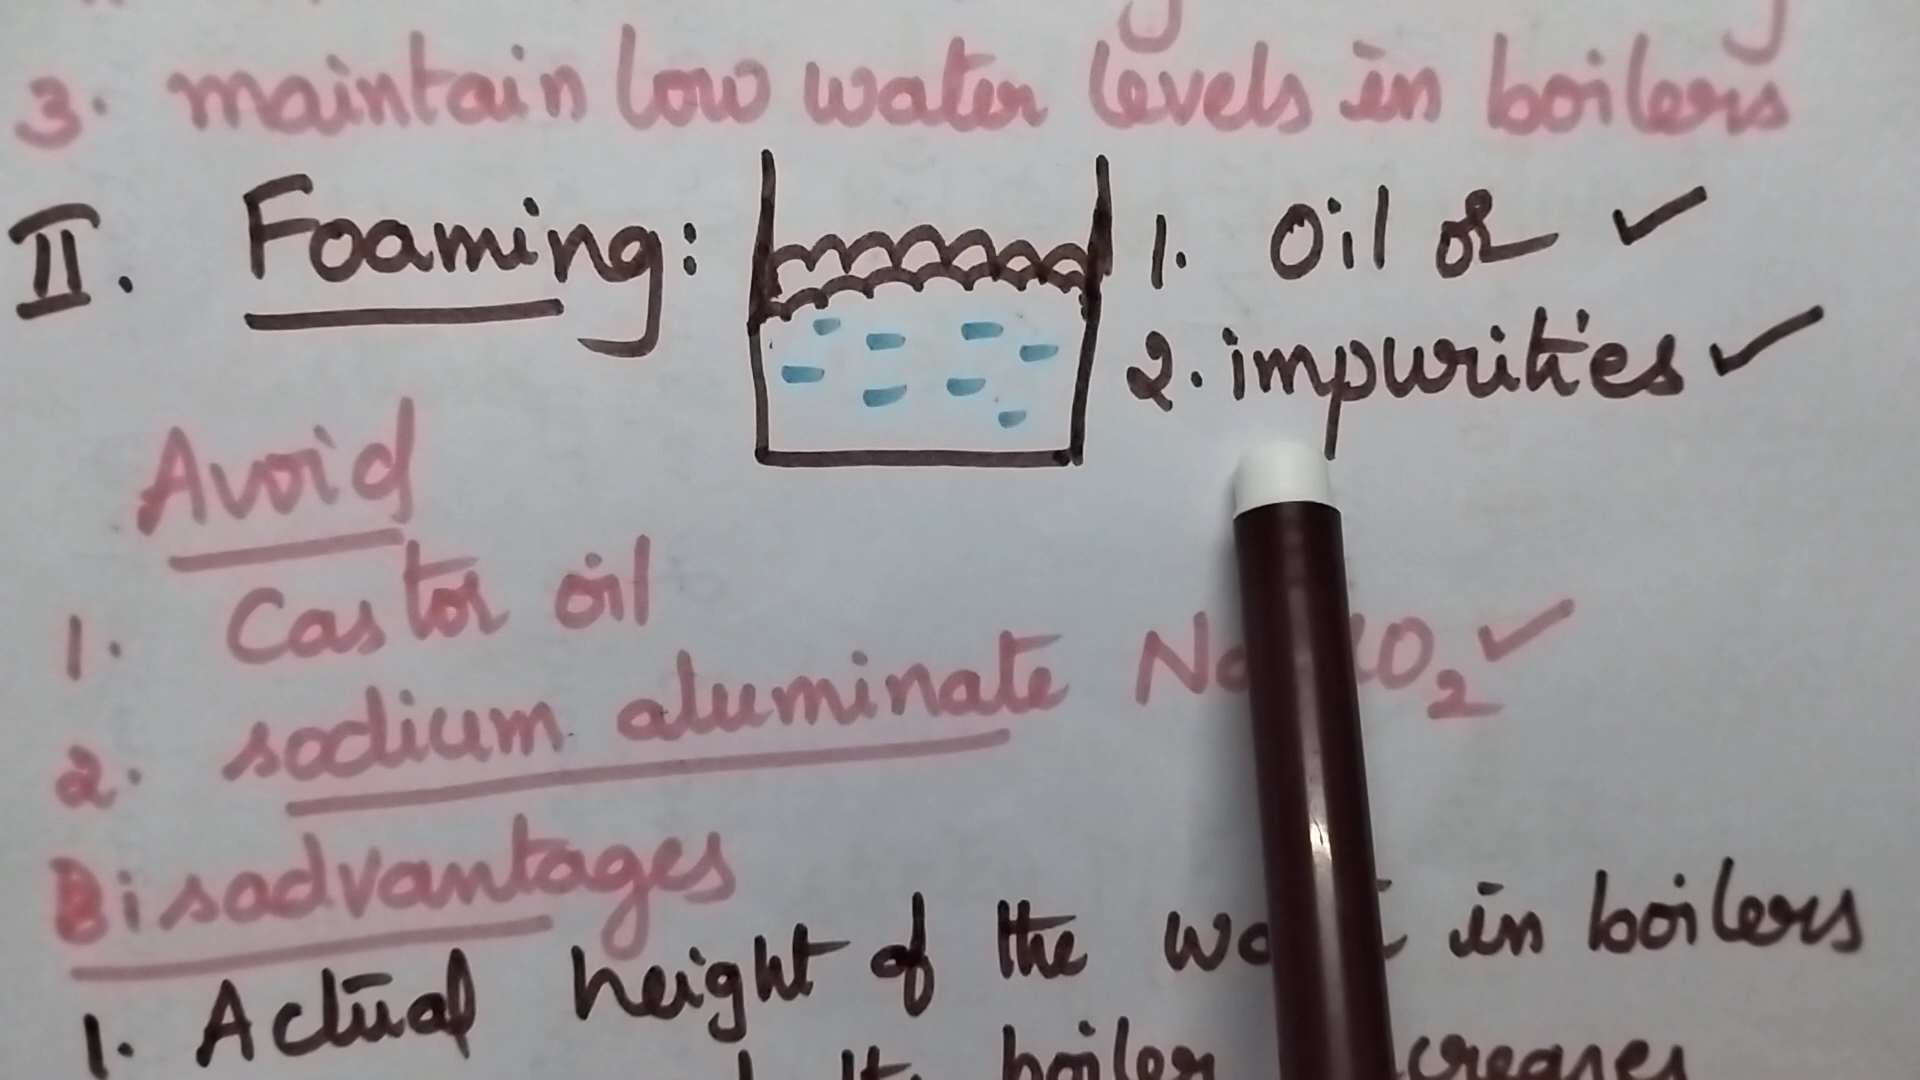 3. maintain low water levels in boilers
II. Foaming:
1. Oil or ✓
2. impurities ✓
Avoid
1. Castor oil
2. sodium aluminate ✓
Disadvantages
1. Actual height of the in boilers
boiler